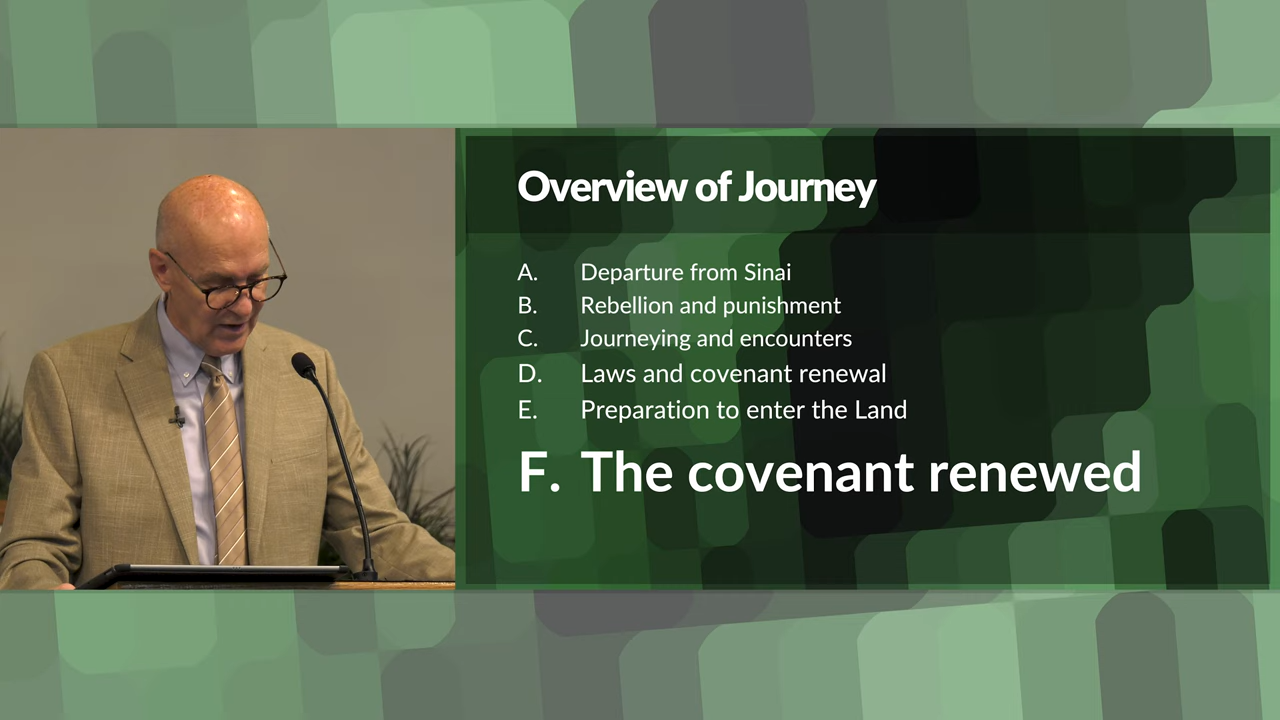 Overview of Journey
A. Departure from Sinai
B. Rebellion and punishment
C. Journeying and encounters
D. Laws and covenant renewal
E. Preparation to enter the Land
F. The covenant renewed